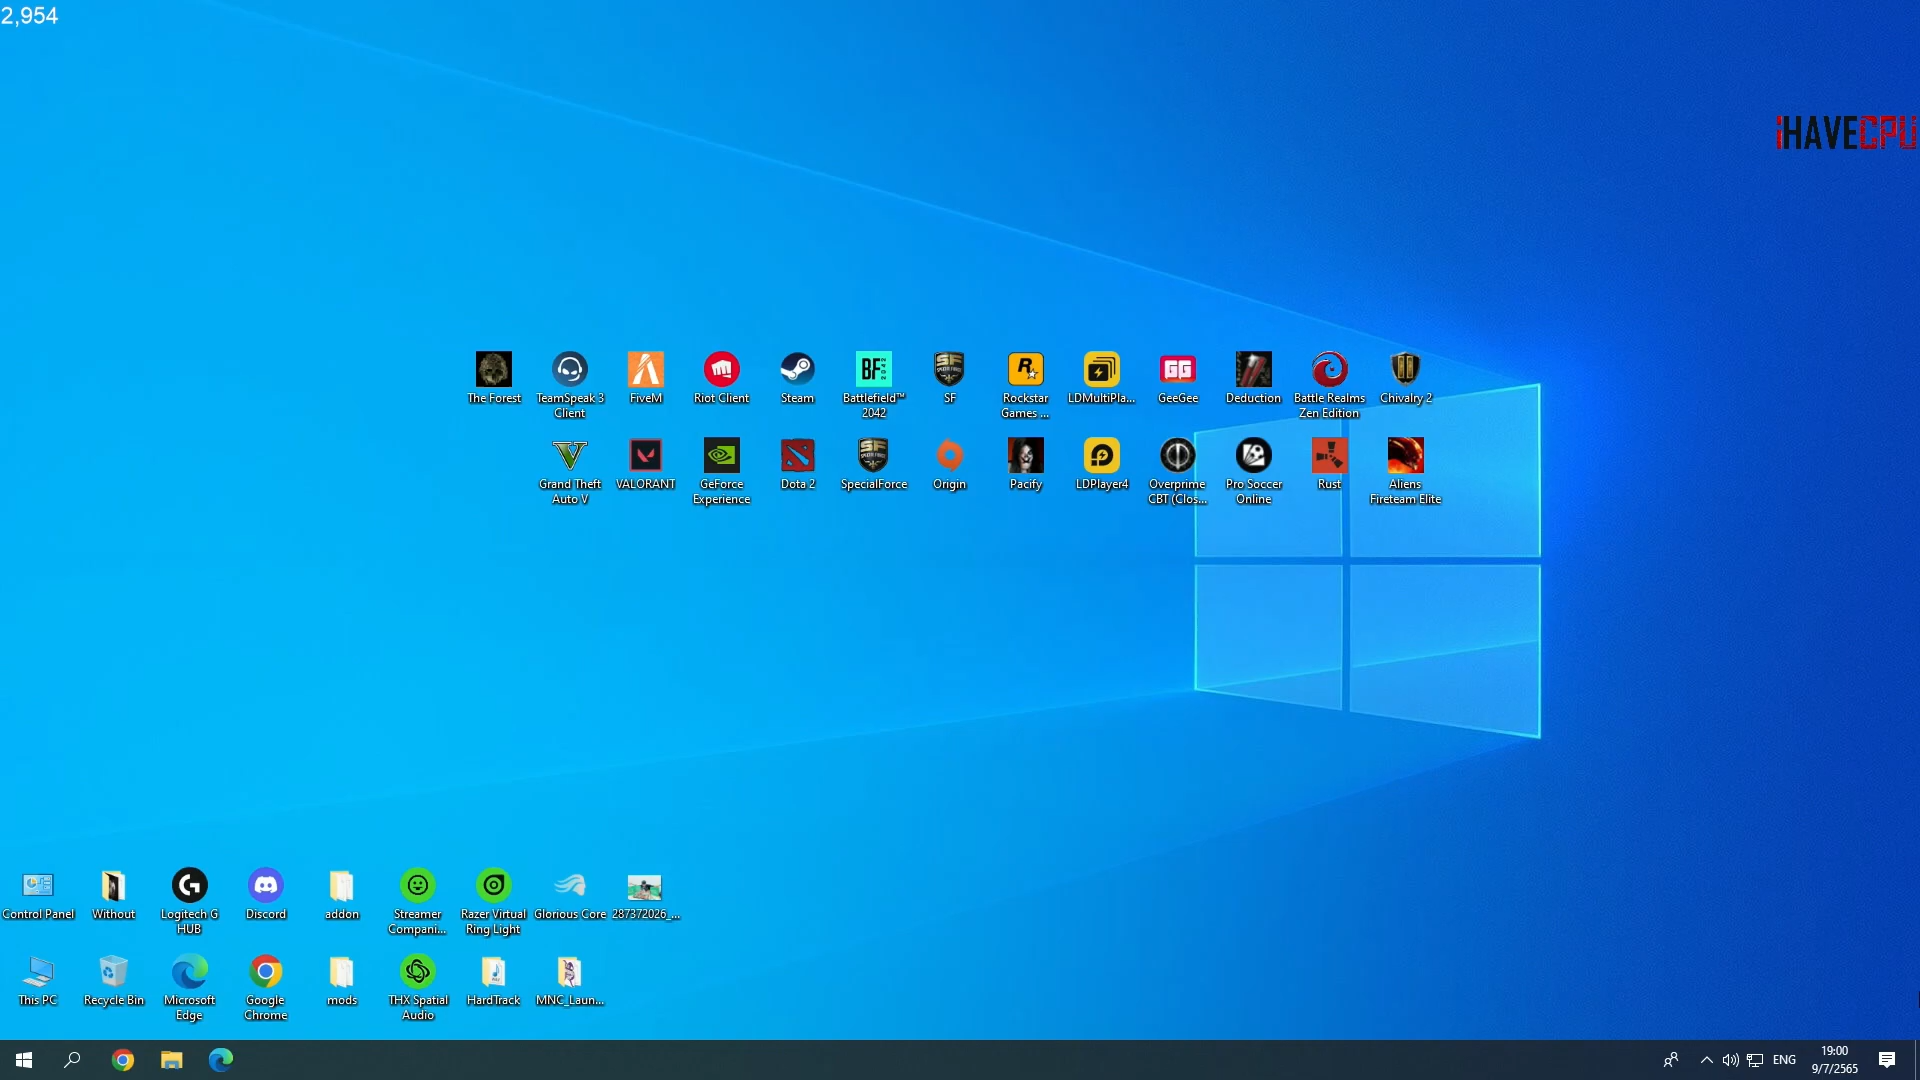 2,954
iHAVECPU
The Forest
TeamSpeak 3
Client
FiveM
Riot Client
Steam
Battlefield™
2042
SF
Rockstar
Games ...
LDMultiPla...
GeeGee
Deduction
Battle Realms
Zen Edition
Chivalry 2
Grand Theft
Auto V
VALORANT
GeForce
Experience
Dota 2
SpecialForce
Origin
Pacify
LDPlayer4
Overprime
CBT (Clos...
Pro Soccer
Online
Rust
Aliens
Fireteam Elite
Control Panel
Without
Logitech G
HUB
Discord
addon
Streamer
Compani...
Razer Virtual
Ring Light
Glorious Core
287372026_...
This PC
Recycle Bin
Microsoft
Edge
Google
Chrome
mods
THX Spatial
Audio
HardTrack
MNC_Laun...
ENG
19:00
9/7/2565